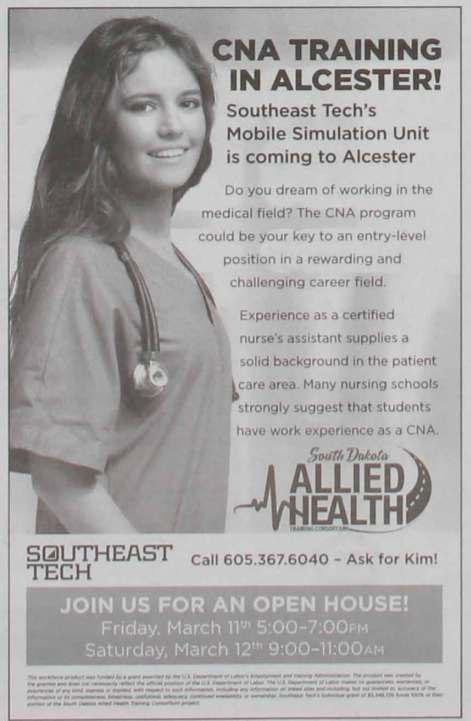 CNA TRAINING
IN ALCESTER!
Southeast Tech's
Mobile Simulation Unit
is coming to Alcester
Do you dream of working in the
medical field? The CNA program
could be your key to an entry-level
position in a rewarding and
challenging career field.
Experience as a certified
nurse's assistant supplies a
solid background in the patient
care area. Many nursing schools
strongly suggest that students
have work experience as a CNA.
South Dakota
ALLIED
HEALTH
TRAINING CONSORTIUM
SOUTHEAST
TECH
Call 605.367.6040 – Ask for Kim!
JOIN US FOR AN OPEN HOUSE!
Friday, March 11th 5:00–7:00PM
Saturday, March 12th 9:00–11:00AM
This workforce product was funded by a grant awarded by the U.S. Department of Labor's Employment and Training Administration. The product was created by
the grantee and does not necessarily reflect the official position of the U.S. Department of Labor. The U.S. Department of Labor makes no guarantees, warranties, or
assurances of any kind, express or implied, with respect to such information, including any information on linked sites and including, but not limited to, accuracy of the
information or its completeness, timeliness, usefulness, adequacy, continued availability, or ownership. Southeast Tech's individual grant of funds 100% of their
portion of the South Dakota Allied Health Training Consortium project.